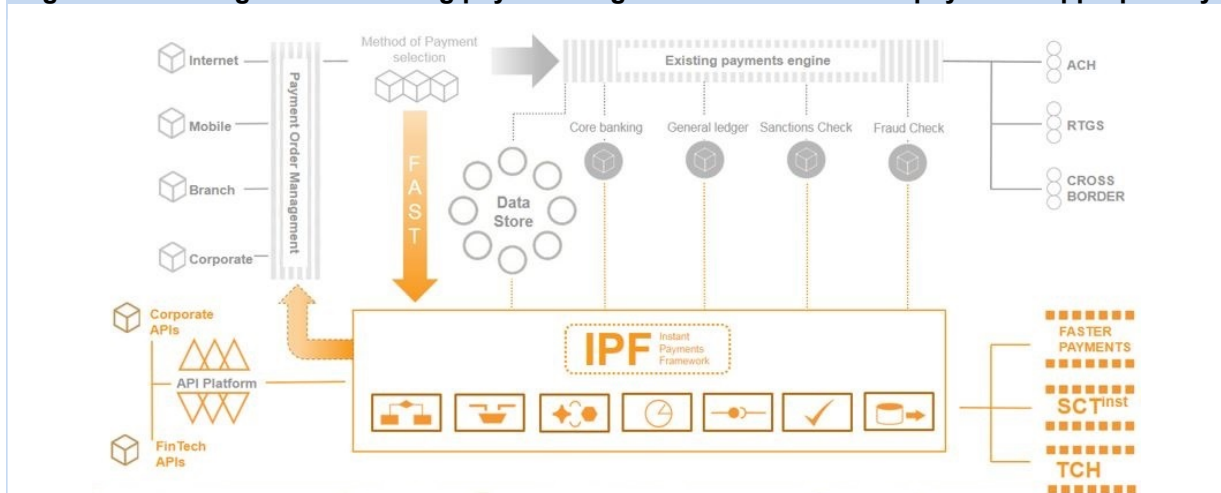 Internet
Mobile
Branch
Corporate
Payment Order Management
Method of Payment
selection
FAST
Existing payments engine
Core banking
General ledger
Sanctions Check
Fraud Check
Data
Store
ACH
RTGS
CROSS
BORDER
Corporate
APIs
API Platform
FinTech
APIs
IPF
Instant
Payments
Framework
FASTER
PAYMENTS
SCTinst
TCH